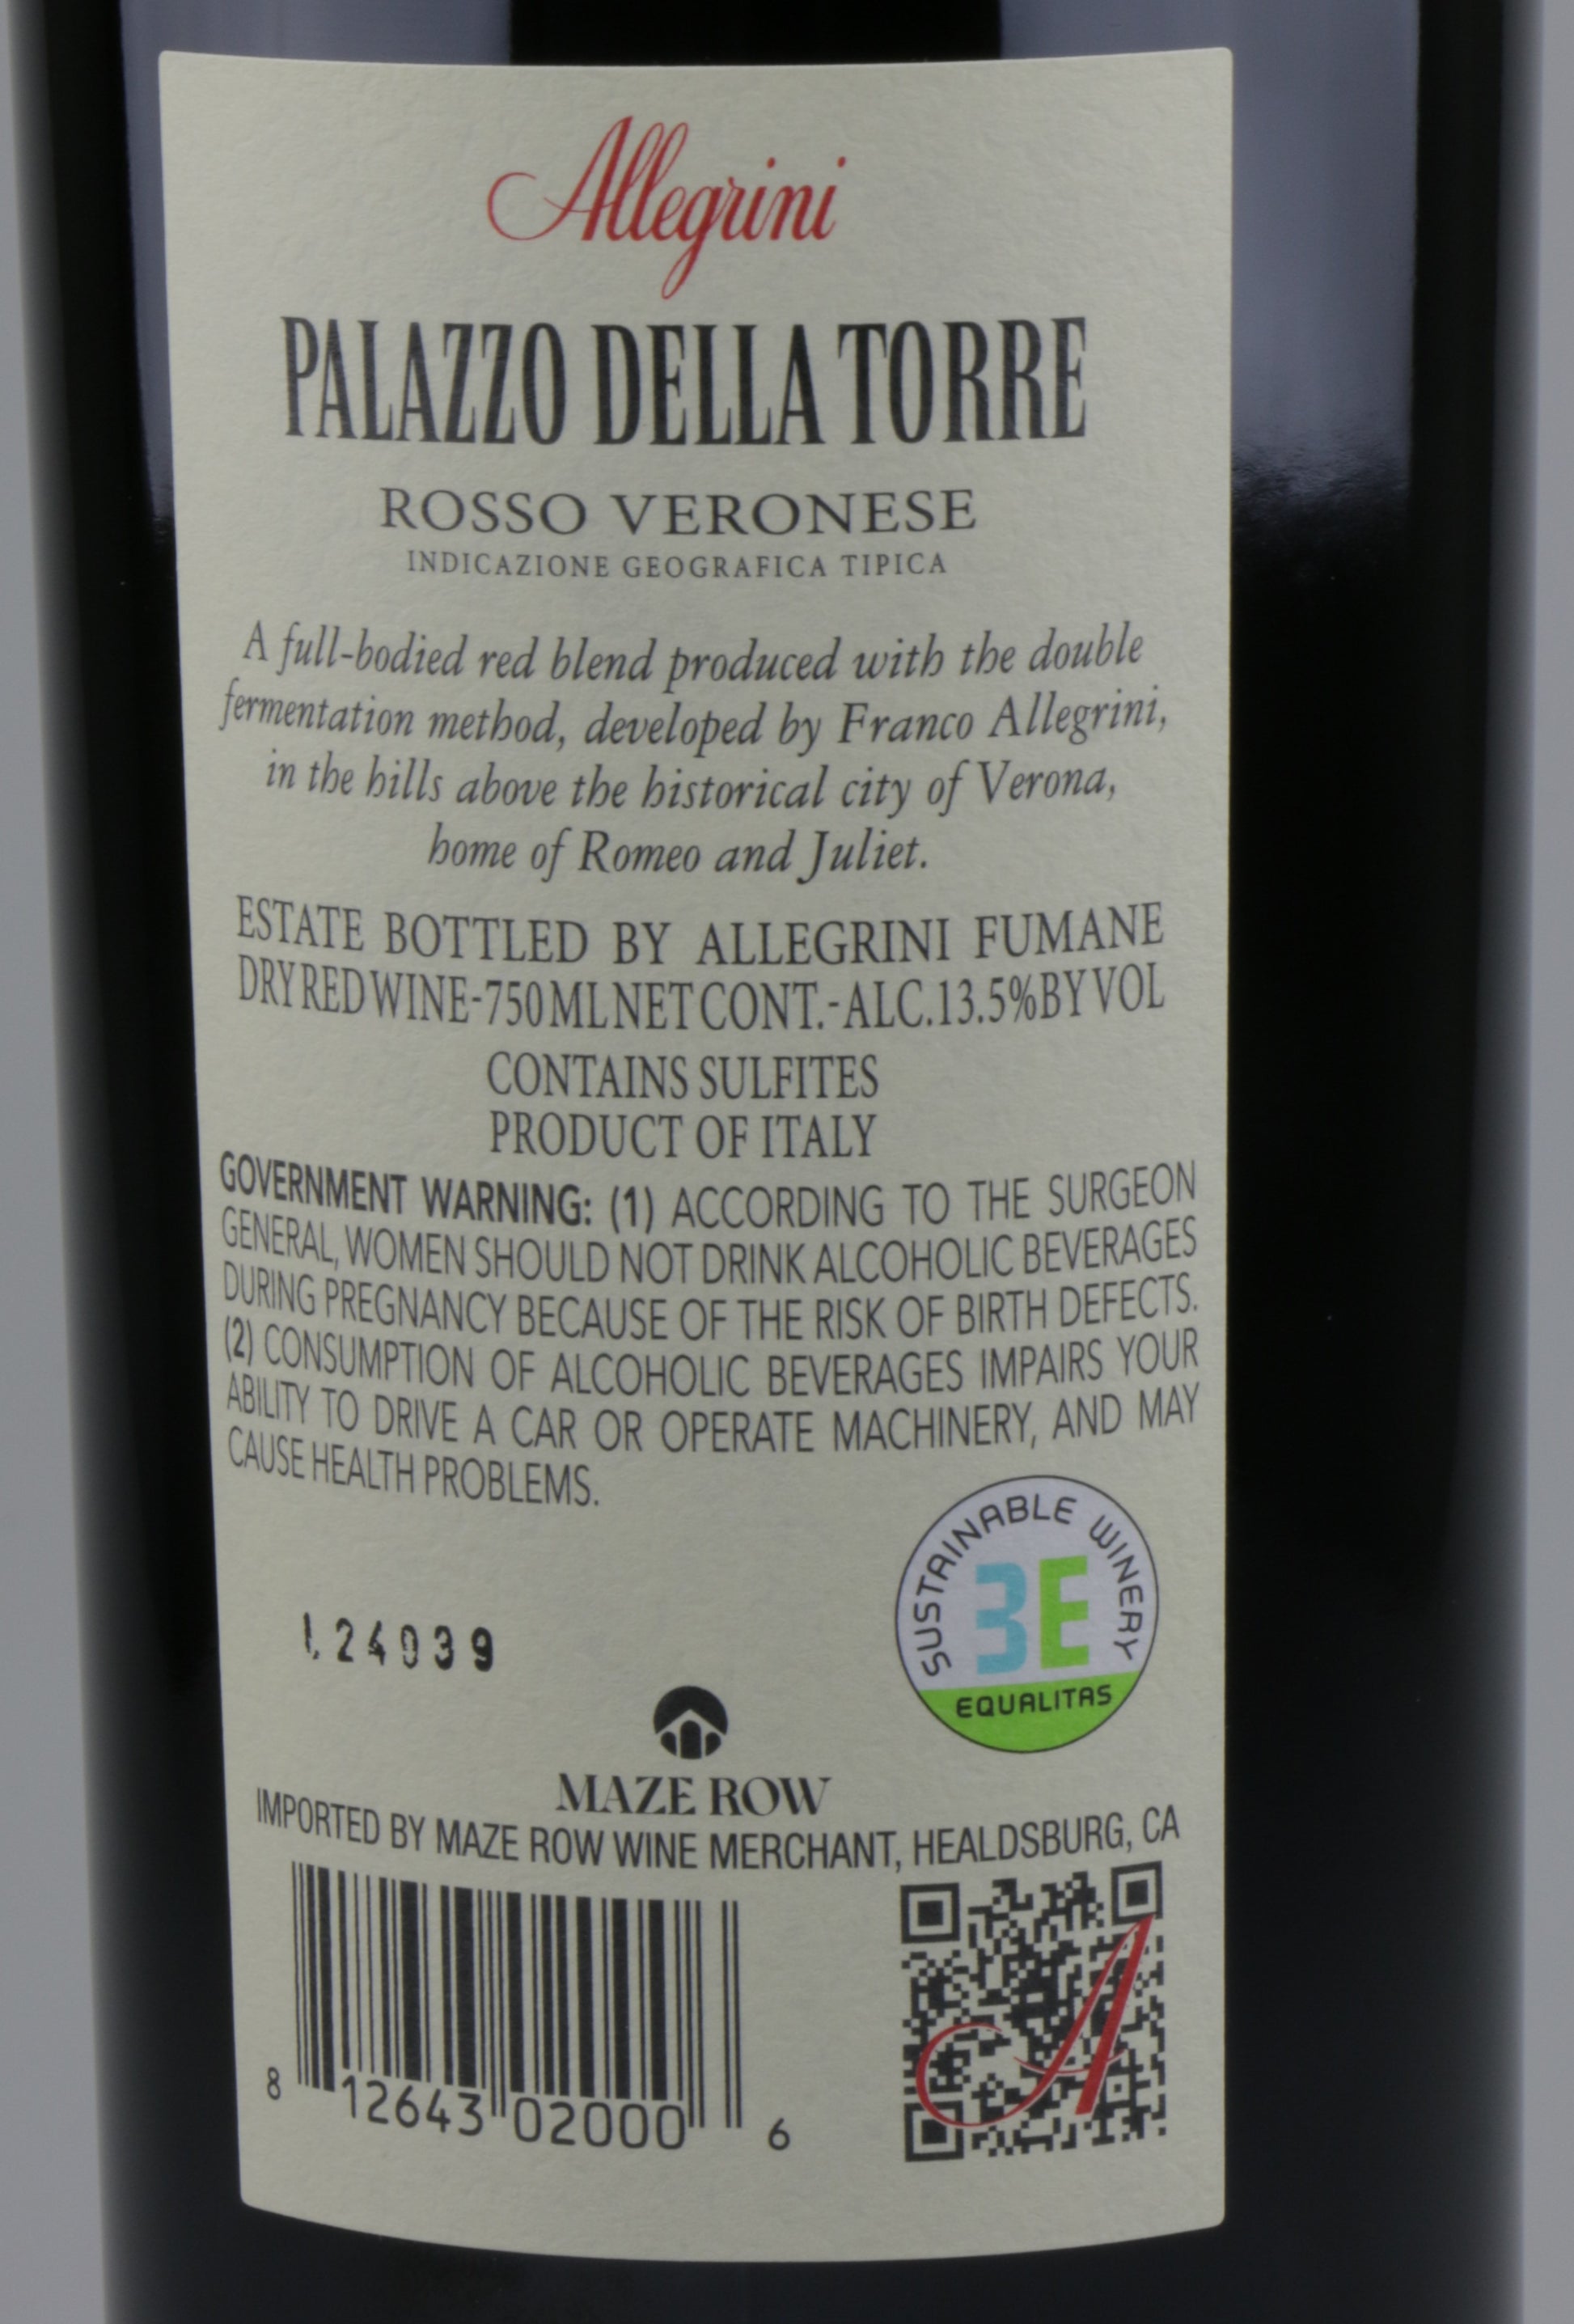 Allegrini
PALAZZO DELLA TORRE
ROSSO VERONESE
INDICAZIONE GEOGRAFICA TIPICA
A full-bodied red blend produced with the double
fermentation method, developed by Franco Allegrini,
in the hills above the historical city of Verona,
home of Romeo and Juliet.
ESTATE BOTTLED BY ALLEGRINI FUMANE
DRY RED WINE-750 ML NET CONT.-ALC.13.5%BY VOL
CONTAINS SULFITES
PRODUCT OF ITALY
GOVERNMENT WARNING: (1) ACCORDING TO THE SURGEON
GENERAL, WOMEN SHOULD NOT DRINK ALCOHOLIC BEVERAGES
DURING PREGNANCY BECAUSE OF THE RISK OF BIRTH DEFECTS.
(2) CONSUMPTION OF ALCOHOLIC BEVERAGES IMPAIRS YOUR
ABILITY TO DRIVE A CAR OR OPERATE MACHINERY, AND MAY
CAUSE HEALTH PROBLEMS.
SUSTAINABLE WINERY
3E
EQUALITAS
L24039
MAZE ROW
IMPORTED BY MAZE ROW WINE MERCHANT, HEALDSBURG, CA
8 12643 02000 6
A